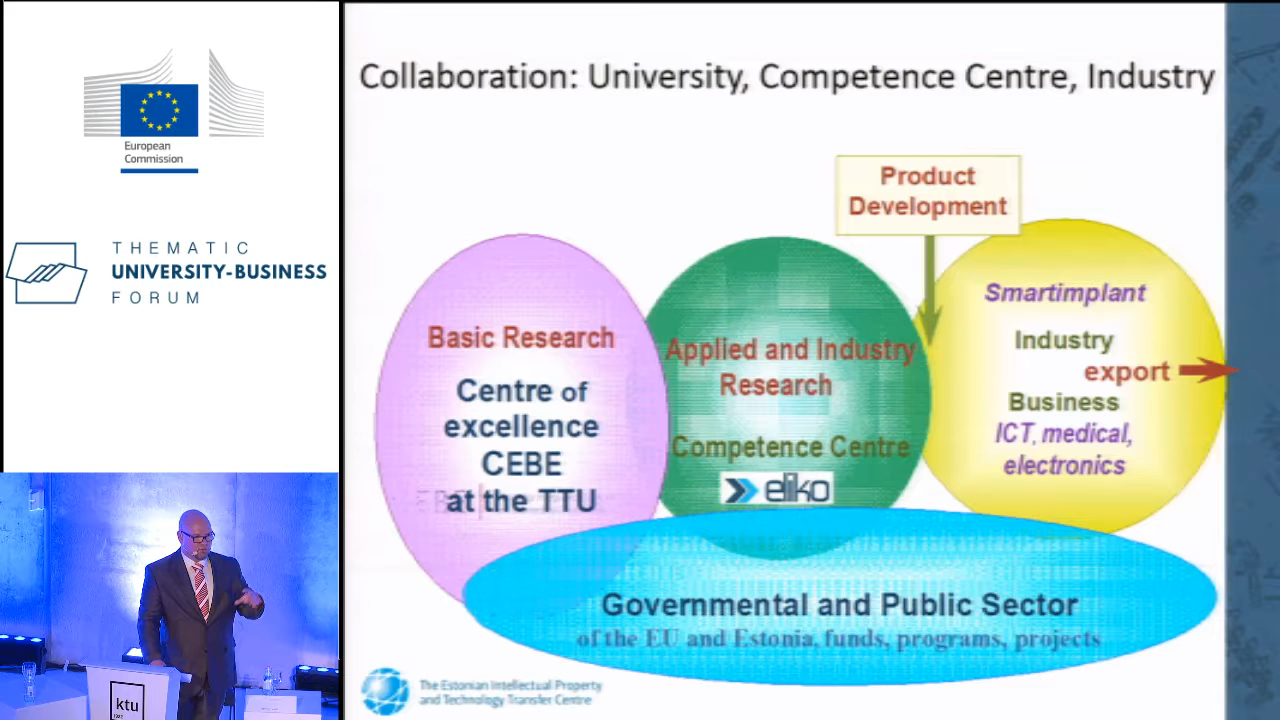 European
Commission
THEMATIC
UNIVERSITY-BUSINESS
FORUM
Collaboration: University, Competence Centre, Industry
Product
Development
Basic Research
Centre of
excellence
CEBE
at the TTU
Applied and Industry
Research
Competence Centre
eliko
Smartimplant
Industry
export
Business
ICT, medical,
electronics
Governmental and Public Sector
of the EU and Estonia, funds, programs, projects
The Estonian Intellectual Property
and Technology Transfer Centre
ktu